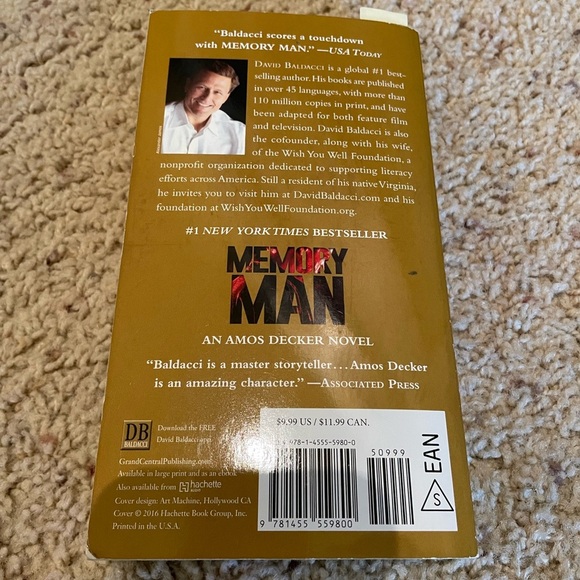 "Baldacci scores a touchdown
with MEMORY MAN." —USA TODAY
DAVID BALDACCI is a global #1 best-
selling author. His books are published
in over 45 languages, with more than
110 million copies in print, and have
been adapted for both feature film
and television. David Baldacci is also
the cofounder, along with his wife,
of the Wish You Well Foundation, a
nonprofit organization dedicated to supporting literacy
efforts across America. Still a resident of his native Virginia,
he invites you to visit him at DavidBaldacci.com and his
foundation at WishYouWellFoundation.org.
#1 NEW YORK TIMES BESTSELLER
MEMORY
MAN
AN AMOS DECKER NOVEL
"Baldacci is a master storyteller... Amos Decker
is an amazing character." —ASSOCIATED PRESS
DB
BALDACCI
Download the FREE
David Baldacci app
GrandCentralPublishing.com
Available in large print and as an ebook
Also available from hachette
Cover design: Art Machine, Hollywood CA
Cover © 2016 Hachette Book Group, Inc.
Printed in the U.S.A.
$9.99 US / $11.99 CAN.
978-1-4555-5980-0
50999
9 781455 559800
EAN
S